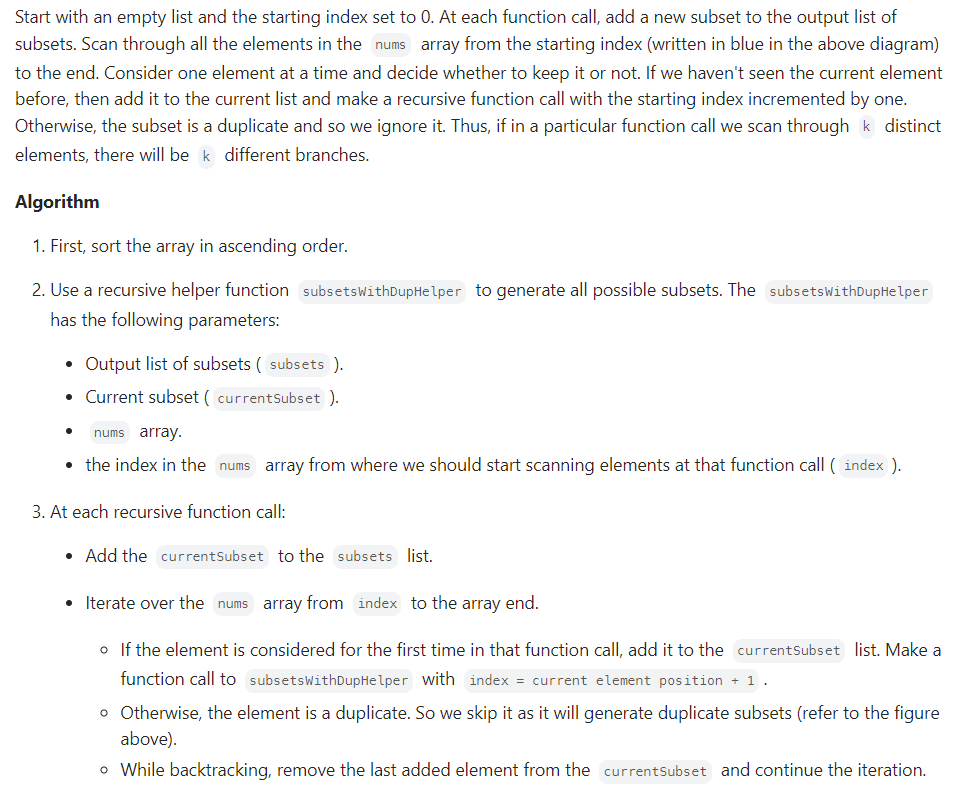 Start with an empty list and the starting index set to 0. At each function call, add a new subset to the output list of
subsets. Scan through all the elements in the nums array from the starting index (written in blue in the above diagram)
to the end. Consider one element at a time and decide whether to keep it or not. If we haven't seen the current element
before, then add it to the current list and make a recursive function call with the starting index incremented by one.
Otherwise, the subset is a duplicate and so we ignore it. Thus, if in a particular function call we scan through k distinct
elements, there will be k different branches.
Algorithm
1. First, sort the array in ascending order.
2. Use a recursive helper function subsetsWithDupHelper to generate all possible subsets. The subsetsWithDupHelper
has the following parameters:
• Output list of subsets ( subsets ).
• Current subset ( currentSubset ).
• nums array.
• the index in the nums array from where we should start scanning elements at that function call ( index ).
3. At each recursive function call:
• Add the currentSubset to the subsets list.
• Iterate over the nums array from index to the array end.
◦ If the element is considered for the first time in that function call, add it to the currentSubset list. Make a
function call to subsetsWithDupHelper with index = current element position + 1 .
◦ Otherwise, the element is a duplicate. So we skip it as it will generate duplicate subsets (refer to the figure
above).
◦ While backtracking, remove the last added element from the currentSubset and continue the iteration.